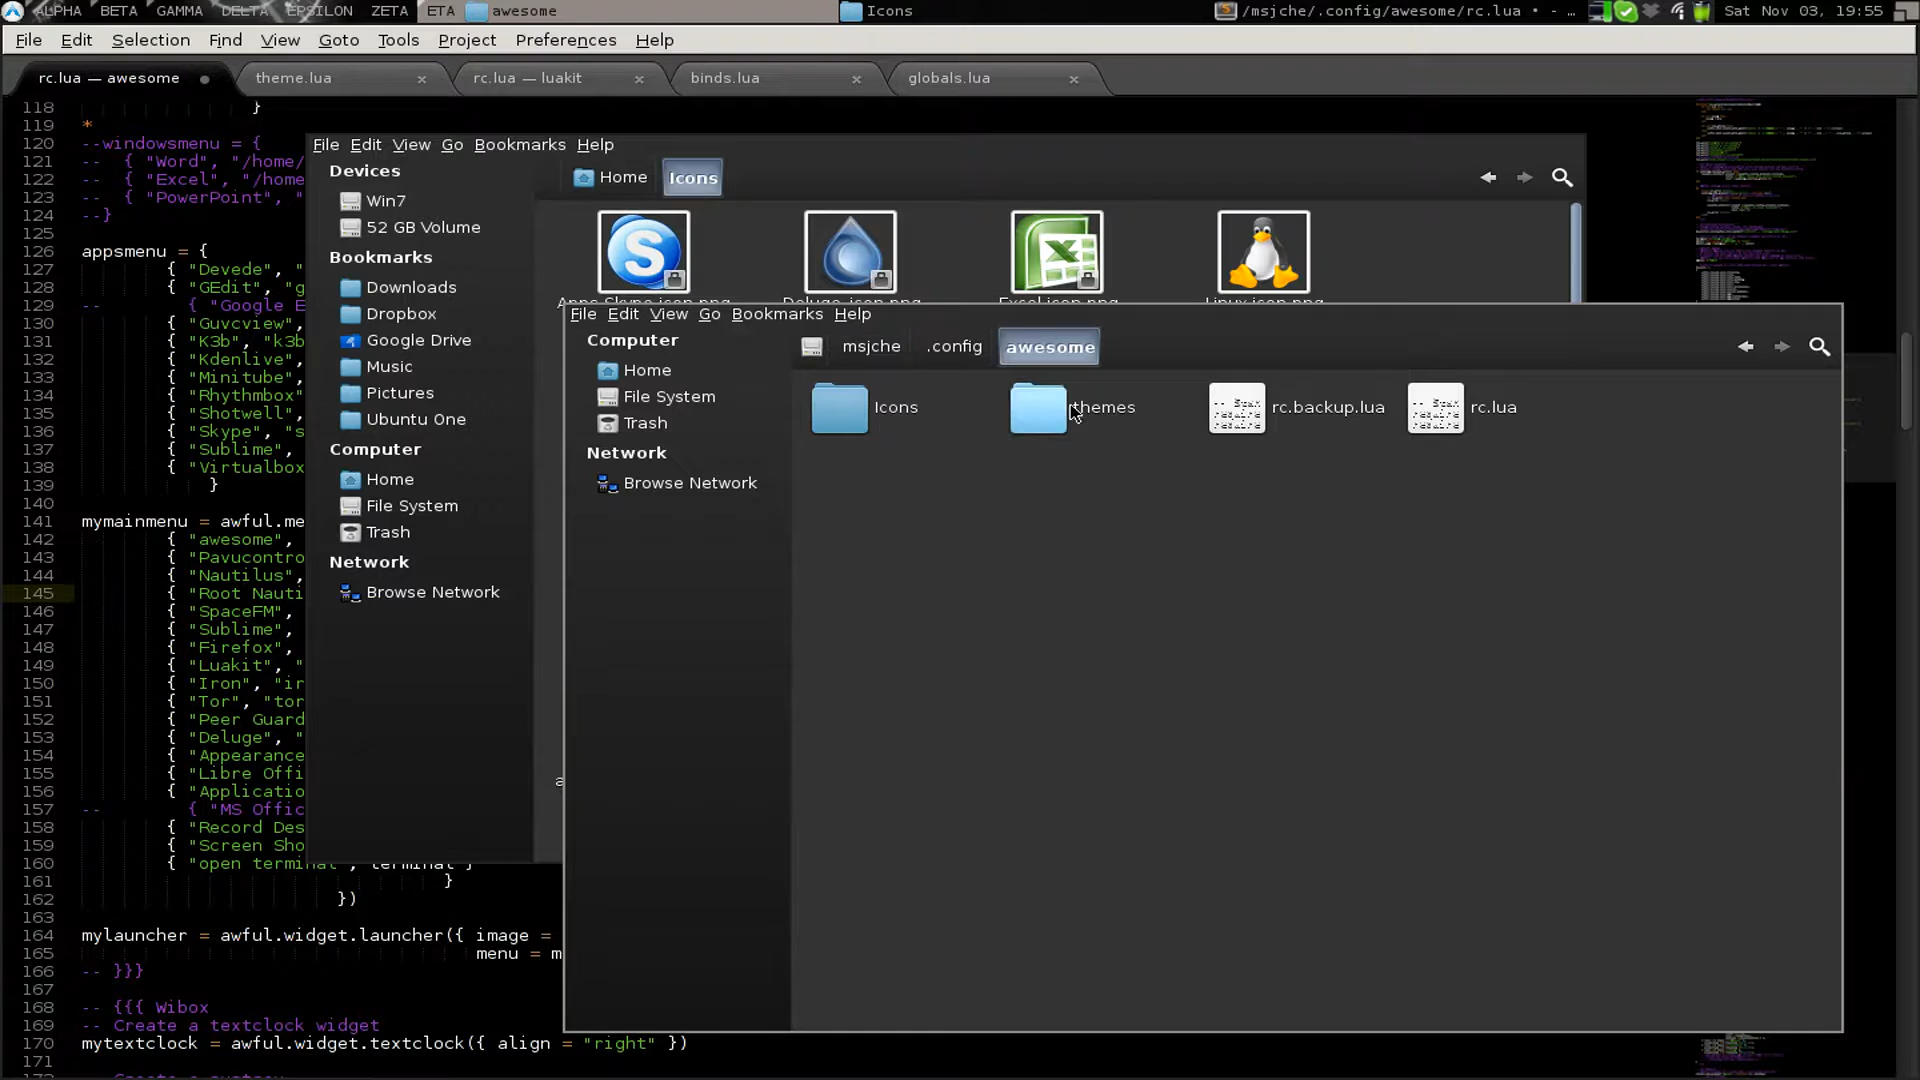 ALPHA BETA GAMMA DELTA EPSILON ZETA ETA awesome Icons /msjche/.config/awesome/rc.lua • - … Sat Nov 03, 19:55
File Edit Selection Find View Goto Tools Project Preferences Help
rc.lua — awesome theme.lua rc.lua — luakit binds.lua globals.lua
118 }
119 *
120 --windowsmenu = {
121 -- { "Word", "/home/
122 -- { "Excel", "/home
123 -- { "PowerPoint", "
124 --}
125
126 appsmenu = {
127 { "Devede", "
128 { "GEdit", "g
129 -- { "Google E
130 { "Guvcview",
131 { "K3b", "k3b
132 { "Kdenlive",
133 { "Minitube",
134 { "Rhythmbox"
135 { "Shotwell",
136 { "Skype", "s
137 { "Sublime",
138 { "Virtualbox
139 }
140
141 mymainmenu = awful.me
142 { "awesome",
143 { "Pavucontro
144 { "Nautilus",
145 { "Root Nauti
146 { "SpaceFM",
147 { "Sublime",
148 { "Firefox",
149 { "Luakit", "
150 { "Iron", "ir
151 { "Tor", "tor
152 { "Peer Guard
153 { "Deluge", "
154 { "Appearance
155 { "Libre Offi
156 { "Applicatio
157 -- { "MS Offic
158 { "Record Des
159 { "Screen Sho
160 { "open terminal", terminal }
161 }
162 })
163
164 mylauncher = awful.widget.launcher({ image =
165 menu = m
166 -- }}}
167
168 -- {{{ Wibox
169 -- Create a textclock widget
170 mytextclock = awful.widget.textclock({ align = "right" })
171
File Edit View Go Bookmarks Help
Devices
Win7
52 GB Volume
Bookmarks
Downloads
Dropbox
Google Drive
Music
Pictures
Ubuntu One
Computer
Home
File System
Trash
Network
Browse Network
Home Icons
File Edit View Go Bookmarks Help
Computer
Home
File System
Trash
Network
Browse Network
msjche .config awesome
Icons themes rc.backup.lua rc.lua